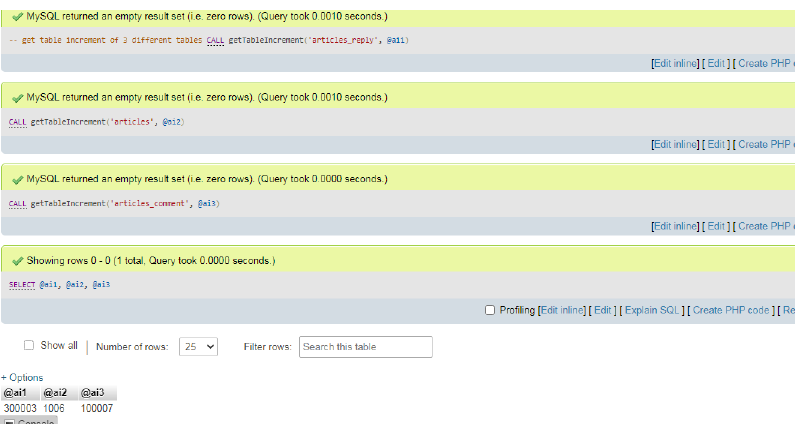 MySQL returned an empty result set (i.e. zero rows). (Query took 0.0010 seconds.)
-- get table increment of 3 different tables CALL getTableIncrement('articles_reply', @ai1)
[Edit inline] [ Edit ] [ Create PHP
MySQL returned an empty result set (i.e. zero rows). (Query took 0.0010 seconds.)
CALL getTableIncrement('articles', @ai2)
[Edit inline] [ Edit ] [ Create PHP
MySQL returned an empty result set (i.e. zero rows). (Query took 0.0000 seconds.)
CALL getTableIncrement('articles_comment', @ai3)
[Edit inline] [ Edit ] [ Create PHP
Showing rows 0 - 0 (1 total, Query took 0.0000 seconds.)
SELECT @ai1, @ai2, @ai3
Profiling [Edit inline] [ Edit ] [ Explain SQL ] [ Create PHP code ] [ Re
Show all | Number of rows: 25 Filter rows: Search this table
+ Options
@ai1 @ai2 @ai3
300003 1006 100007
Console